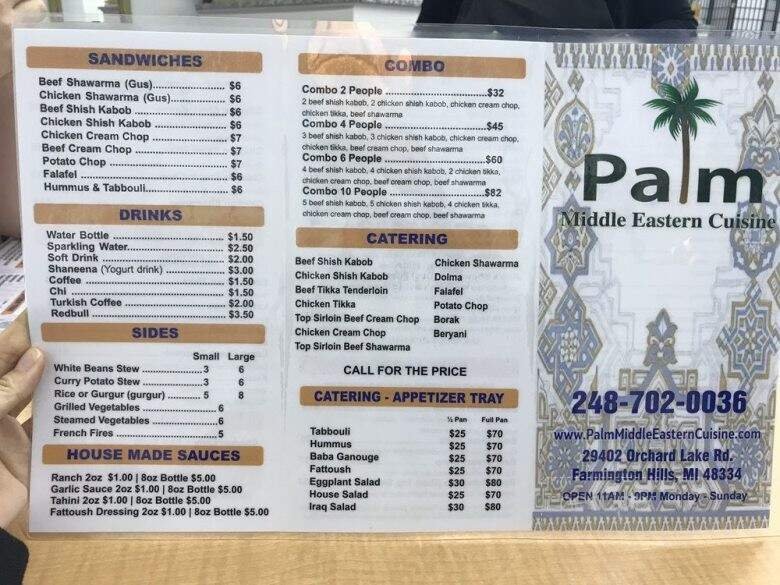 SANDWICHES
Beef Shawarma (Gus)............................ $6
Chicken Shawarma (Gus)..................... $6
Beef Shish Kabob ................................ $6
Chicken Shish Kabob .......................... $6
Chicken Cream Chop .......................... $7
Beef Cream Chop ................................ $7
Potato Chop ........................................ $7
Falafel .................................................. $6
Hummus & Tabbouli............................. $6
DRINKS
Water Bottle ......................................... $1.50
Sparkling Water.................................... $2.50
Soft Drink ............................................. $2.00
Shaneena (Yogurt drink) ...................... $3.00
Coffee ................................................... $1.50
Chi ........................................................ $1.50
Turkish Coffee ...................................... $2.00
Redbull ................................................. $3.50
SIDES
Small Large
White Beans Stew ................... 3 6
Curry Potato Stew ................... 3 6
Rice or Gurgur (gurgur) ........... 5 8
Grilled Vegetables ........................ 6
Steamed Vegetables .................... 6
French Fires ................................. 5
HOUSE MADE SAUCES
Ranch 2oz $1.00 | 8oz Bottle $5.00
Garlic Sauce 2oz $1.00 | 8oz Bottle $5.00
Tahini 2oz $1.00 | 8oz Bottle $5.00
Fattoush Dressing 2oz $1.00 | 8oz Bottle $5.00
COMBO
Combo 2 People ................................ $32
2 beef shish kabob, 2 chicken shish kabob, chicken cream chop,
chicken tikka, beef shawarma
Combo 4 People ................................ $45
3 beef shish kabob, 3 chicken shish kabob, chicken cream chop,
chicken tikka, beef cream chop, beef shawarma
Combo 6 People ................................ $60
4 beef shish kabob, 4 chicken shish kabob, 2 chicken tikka,
chicken cream chop, beef cream chop, beef shawarma
Combo 10 People .............................. $82
5 beef shish kabob, 5 chicken shish kabob, 4 chicken tikka,
chicken cream chop, beef cream chop, beef shawarma
CATERING
Beef Shish Kabob Chicken Shawarma
Chicken Shish Kabob Dolma
Beef Tikka Tenderloin Falafel
Chicken Tikka Potato Chop
Top Sirloin Beef Cream Chop Borak
Chicken Cream Chop Beryani
Top Sirloin Beef Shawarma
CALL FOR THE PRICE
CATERING - APPETIZER TRAY
½ Pan Full Pan
Tabbouli $25 $70
Hummus $25 $70
Baba Ganouge $25 $70
Fattoush $25 $70
Eggplant Salad $30 $80
House Salad $25 $70
Iraq Salad $30 $80
Palm
Middle Eastern Cuisine
248-702-0036
www.PalmMiddleEasternCuisine.com
29402 Orchard Lake Rd.
Farmington Hills, MI 48334
OPEN 11AM - 9PM Monday - Sunday